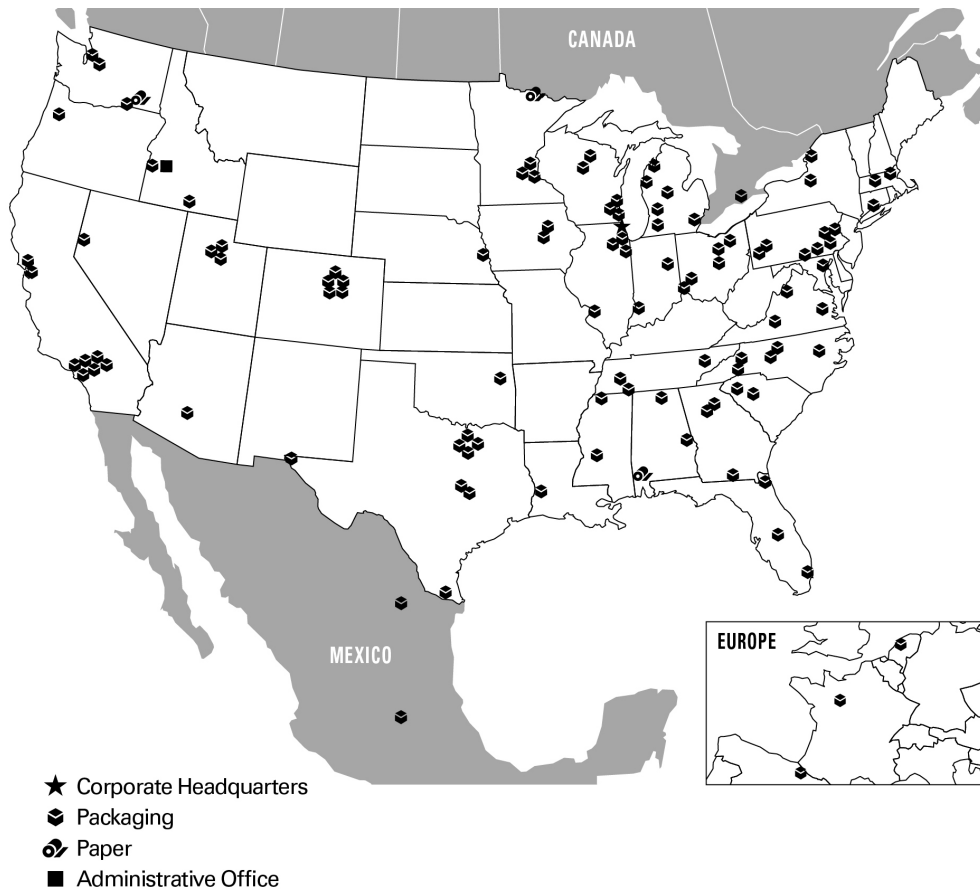 CANADA
MEXICO
EUROPE
Corporate Headquarters
Packaging
Paper
Administrative Office